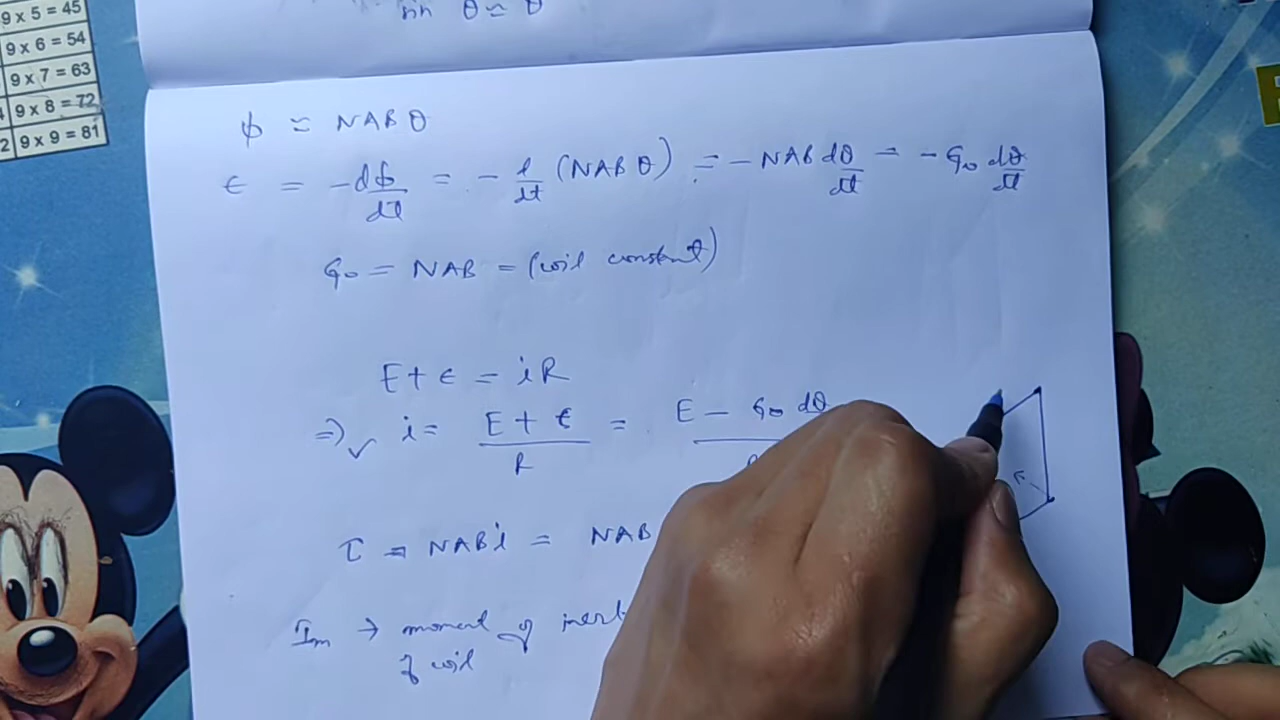 9 x 5 = 45
9 x 6 = 54
9 x 7 = 63
9 x 8 = 72
9 x 9 = 81
sin θ ≃ θ
ϕ ≃ NABθ
ϵ = -dϕ/dt = - d/dt (NABθ) = - NAB dθ/dt = - G₀ dθ/dt
G₀ = NAB = (coil constant)
E + ϵ = iR
⇒ ✓ i = (E + ϵ)/R = E - G₀ dθ
τ = NABi = NAB
Im → moment of inert
of coil